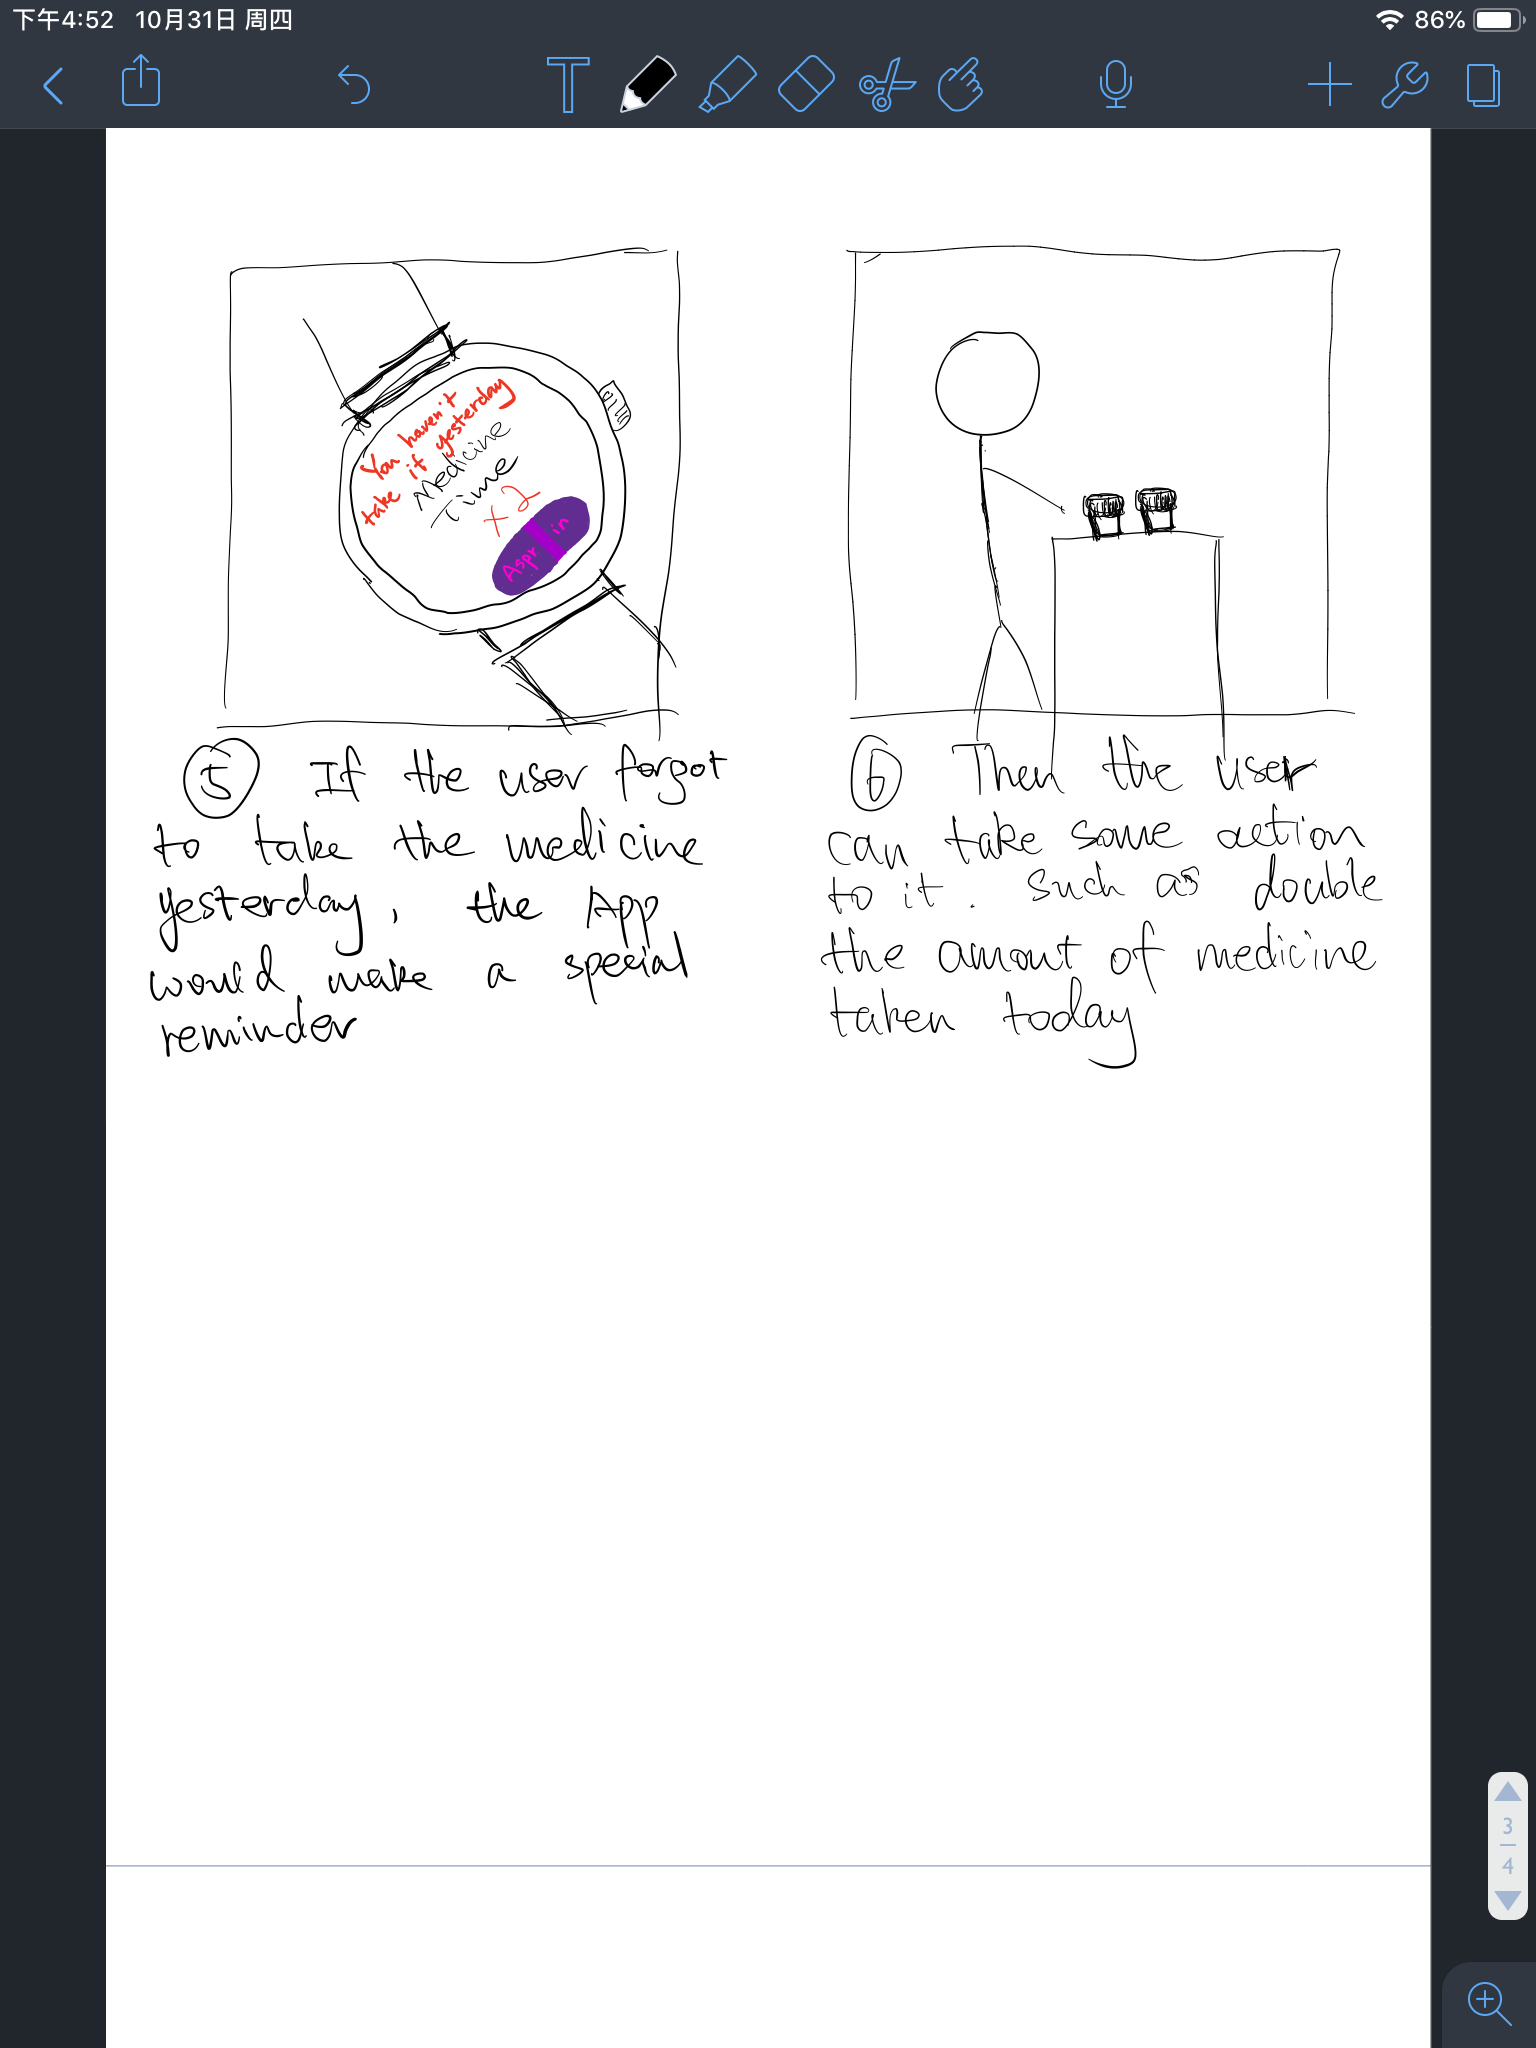 下午4:52 10月31日 周四
86%
You haven't
take it yesterday
Medicine
Time
x2
Asprin
5 If the user forgot
to take the medicine
yesterday, the App
would make a special
reminder
6 Then the user
can take some action
to it. such as double
the amount of medicine
taken today
3
4